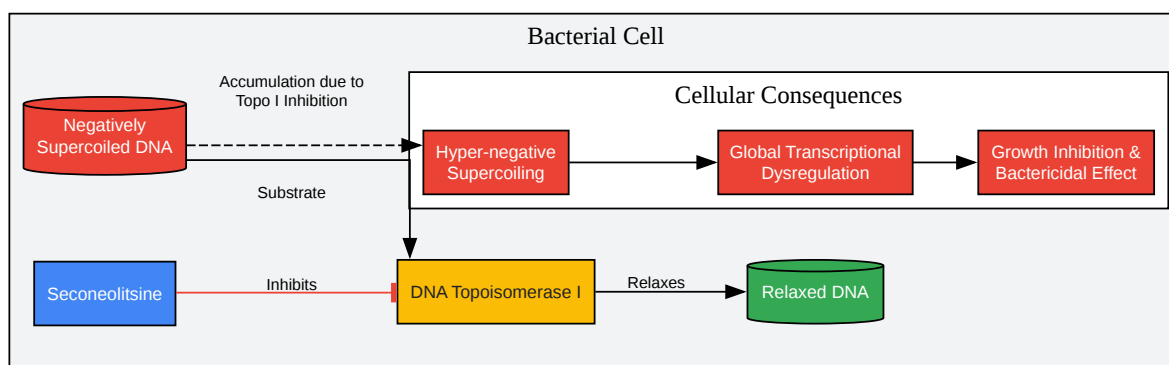 Bacterial Cell
Accumulation due to
Topo I Inhibition
Cellular Consequences
Negatively
Supercoiled DNA
Hyper-negative
Supercoiling
Global Transcriptional
Dysregulation
Growth Inhibition &
Bactericidal Effect
Substrate
Seconeolitsine
Inhibits
DNA Topoisomerase I
Relaxes
Relaxed DNA